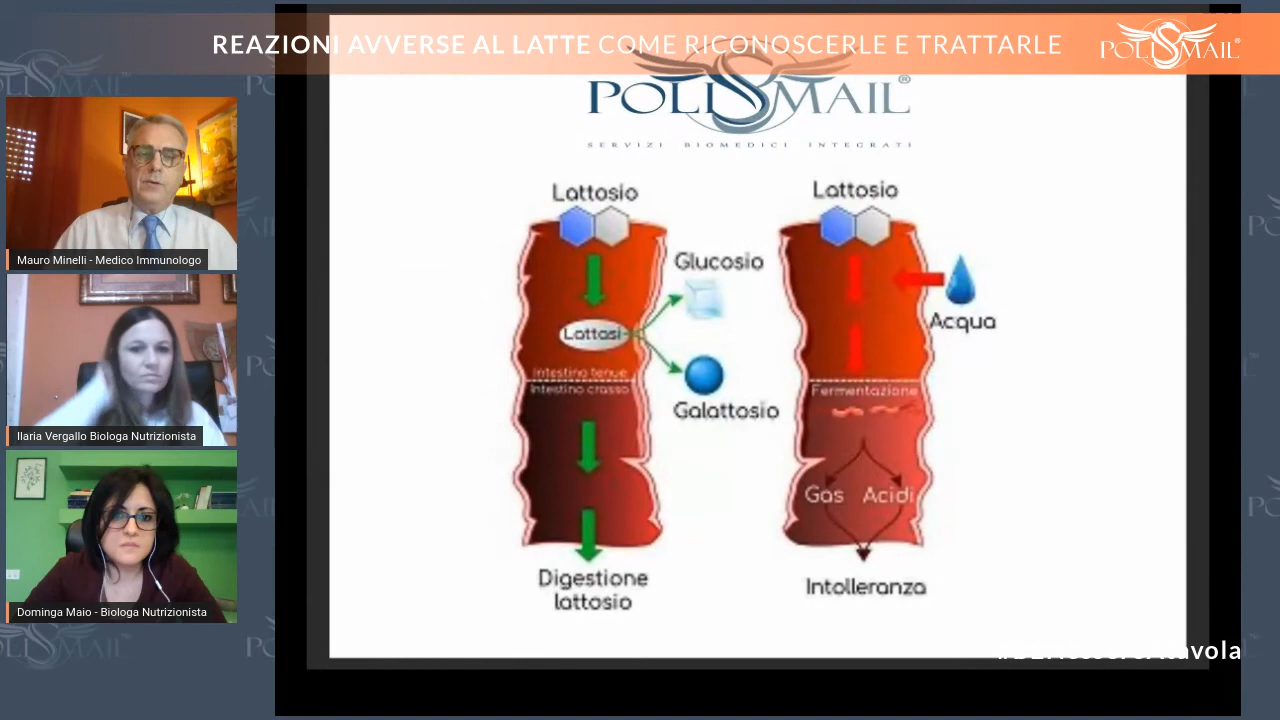 REAZIONI AVVERSE AL LATTE COME RICONOSCERLE E TRATTARLE
POLISMAIL®
POLISMAIL®
SERVIZI BIOMEDICI INTEGRATI
Mauro Minelli - Medico Immunologo
Ilaria Vergallo Biologa Nutrizionista
Dominga Maio - Biologa Nutrizionista
Lattosio
Glucosio
Lattasi
Intestino tenue
Intestino crasso
Galattosio
Digestione
lattosio
Lattosio
Acqua
Fermentazione
Gas Acidi
Intolleranza